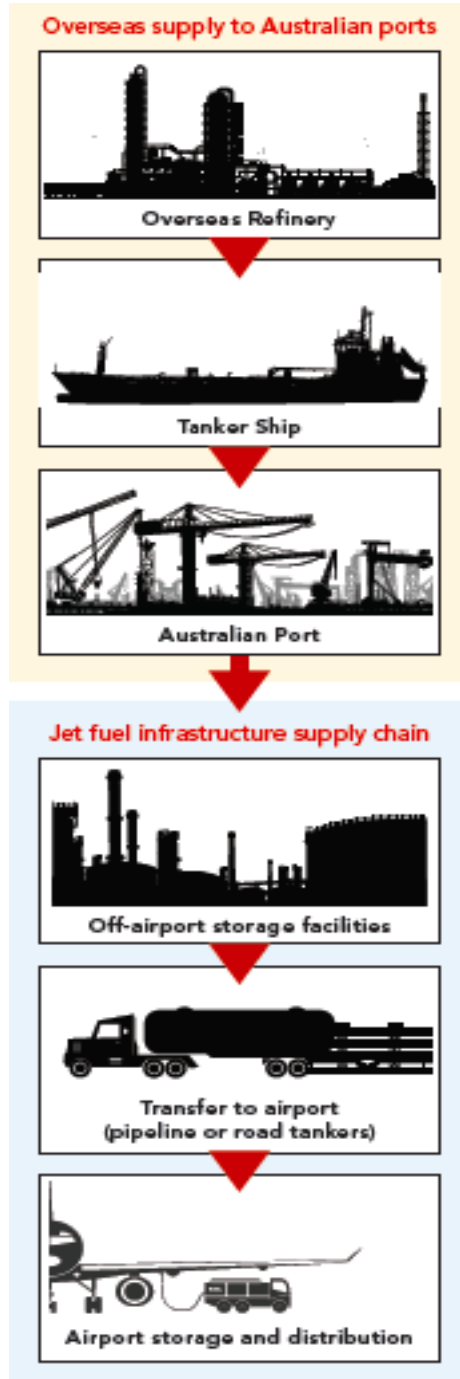 Overseas supply to Australian ports
Overseas Refinery
Tanker Ship
Australian Port
Jet fuel infrastructure supply chain
Off-airport storage facilities
Transfer to airport
(pipeline or road tankers)
Airport storage and distribution